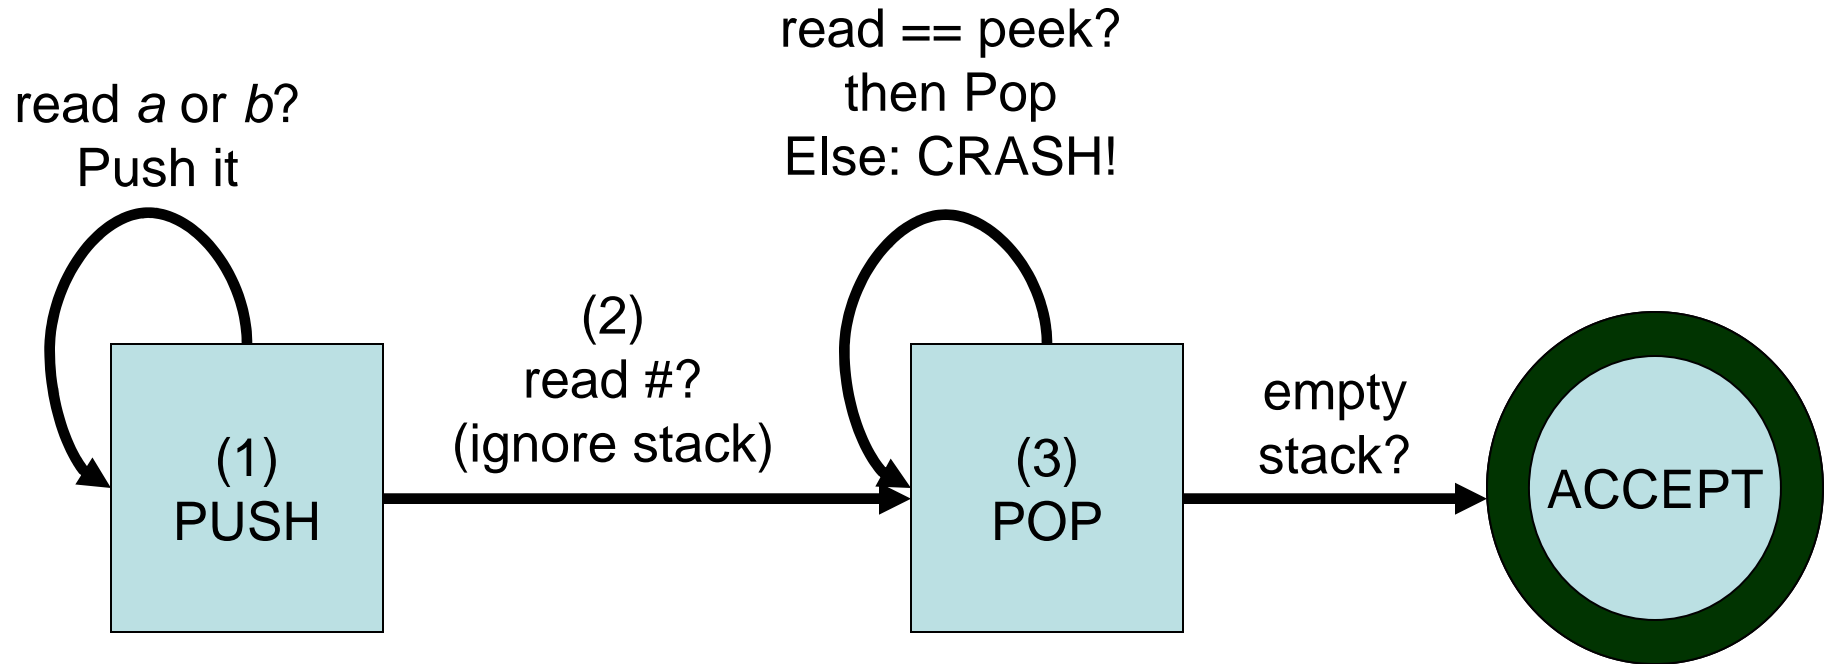 read a or b?
Push it
(1)
PUSH
(2)
read #?
(ignore stack)
read == peek?
then Pop
Else: CRASH!
(3)
POP
empty
stack?
ACCEPT